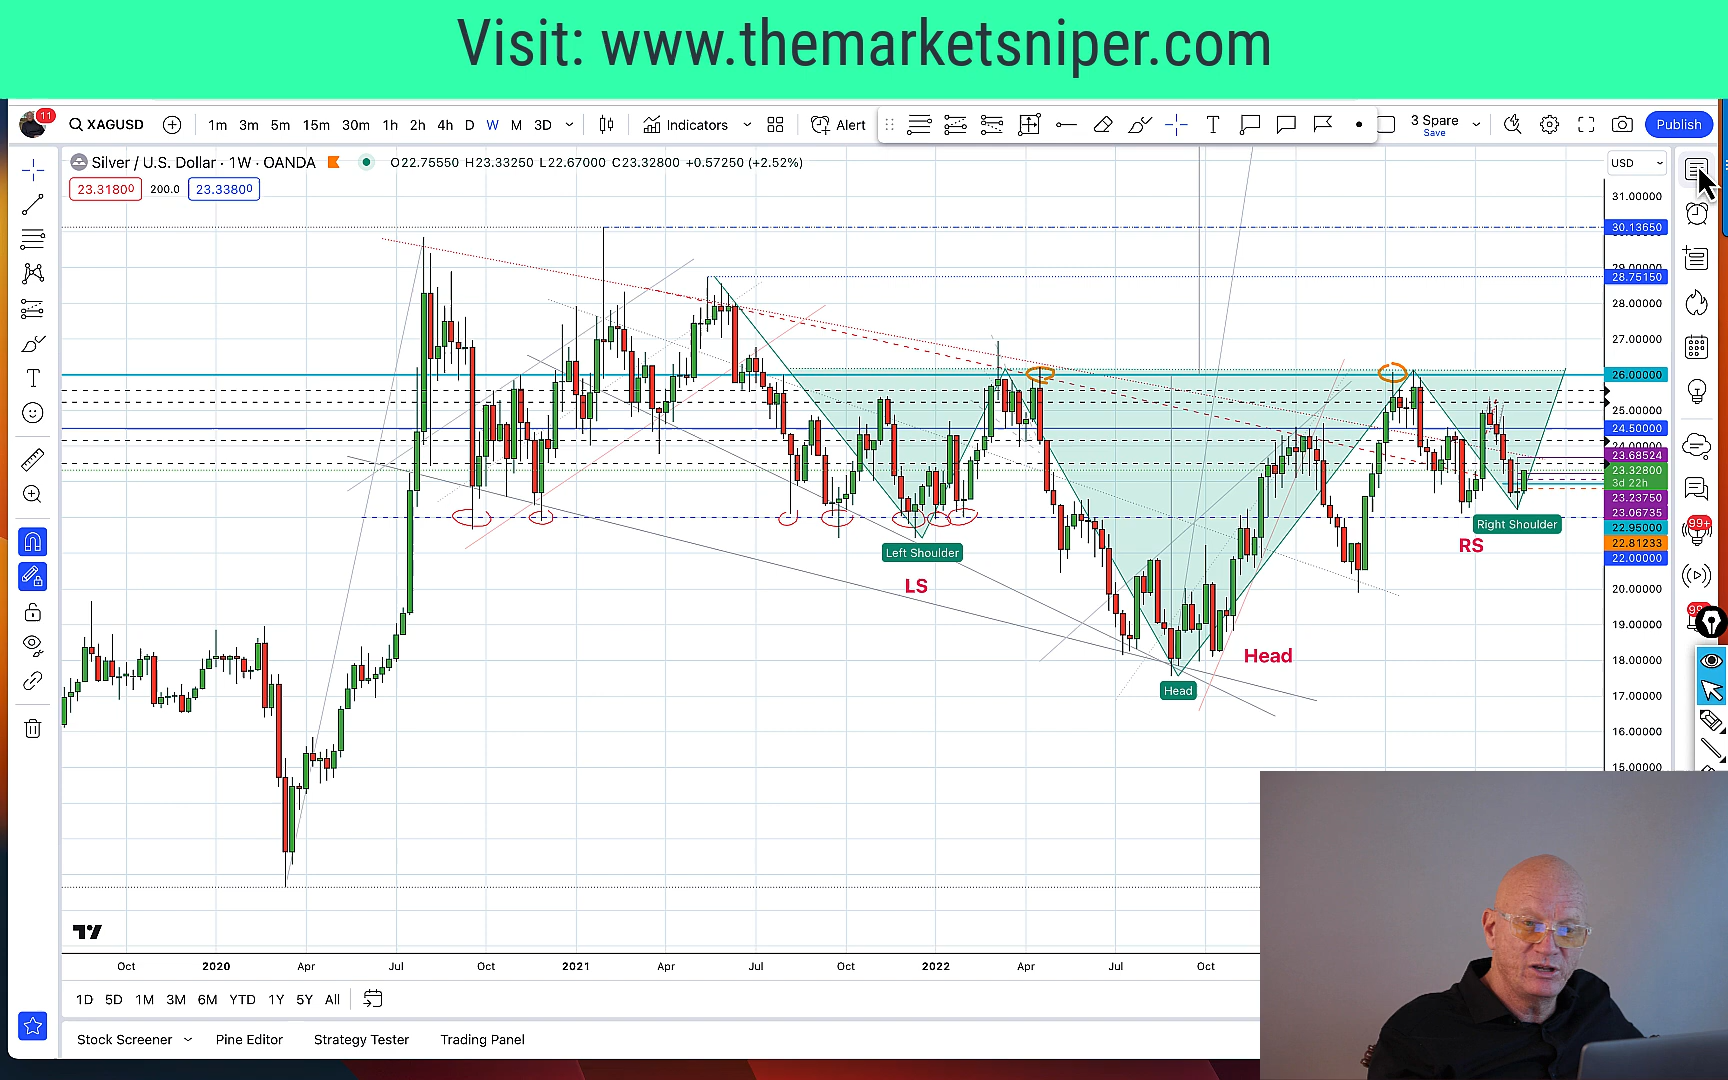 Visit: www.themarketsniper.com
11
XAGUSD
1m 3m 5m 15m 30m 1h 2h 4h D W M 3D
Indicators
Alert
3 Spare
Save
Publish
Silver / U.S. Dollar · 1W · OANDA
O22.75550 H23.33250 L22.67000 C23.32800 +0.57250 (+2.52%)
USD
23.31800
200.0
23.33800
31.00000
30.13650
28.75150
28.00000
27.00000
26.00000
25.00000
24.50000
23.68524
23.32800
3d 22h
23.23750
23.06735
22.95000
22.81233
22.00000
20.00000
19.00000
18.00000
17.00000
16.00000
15.00000
99+
Left Shoulder
LS
Right Shoulder
RS
Head
Head
Oct 2020 Apr Jul Oct 2021 Apr Jul Oct 2022 Apr Jul Oct
1D 5D 1M 3M 6M YTD 1Y 5Y All
Stock Screener Pine Editor Strategy Tester Trading Panel